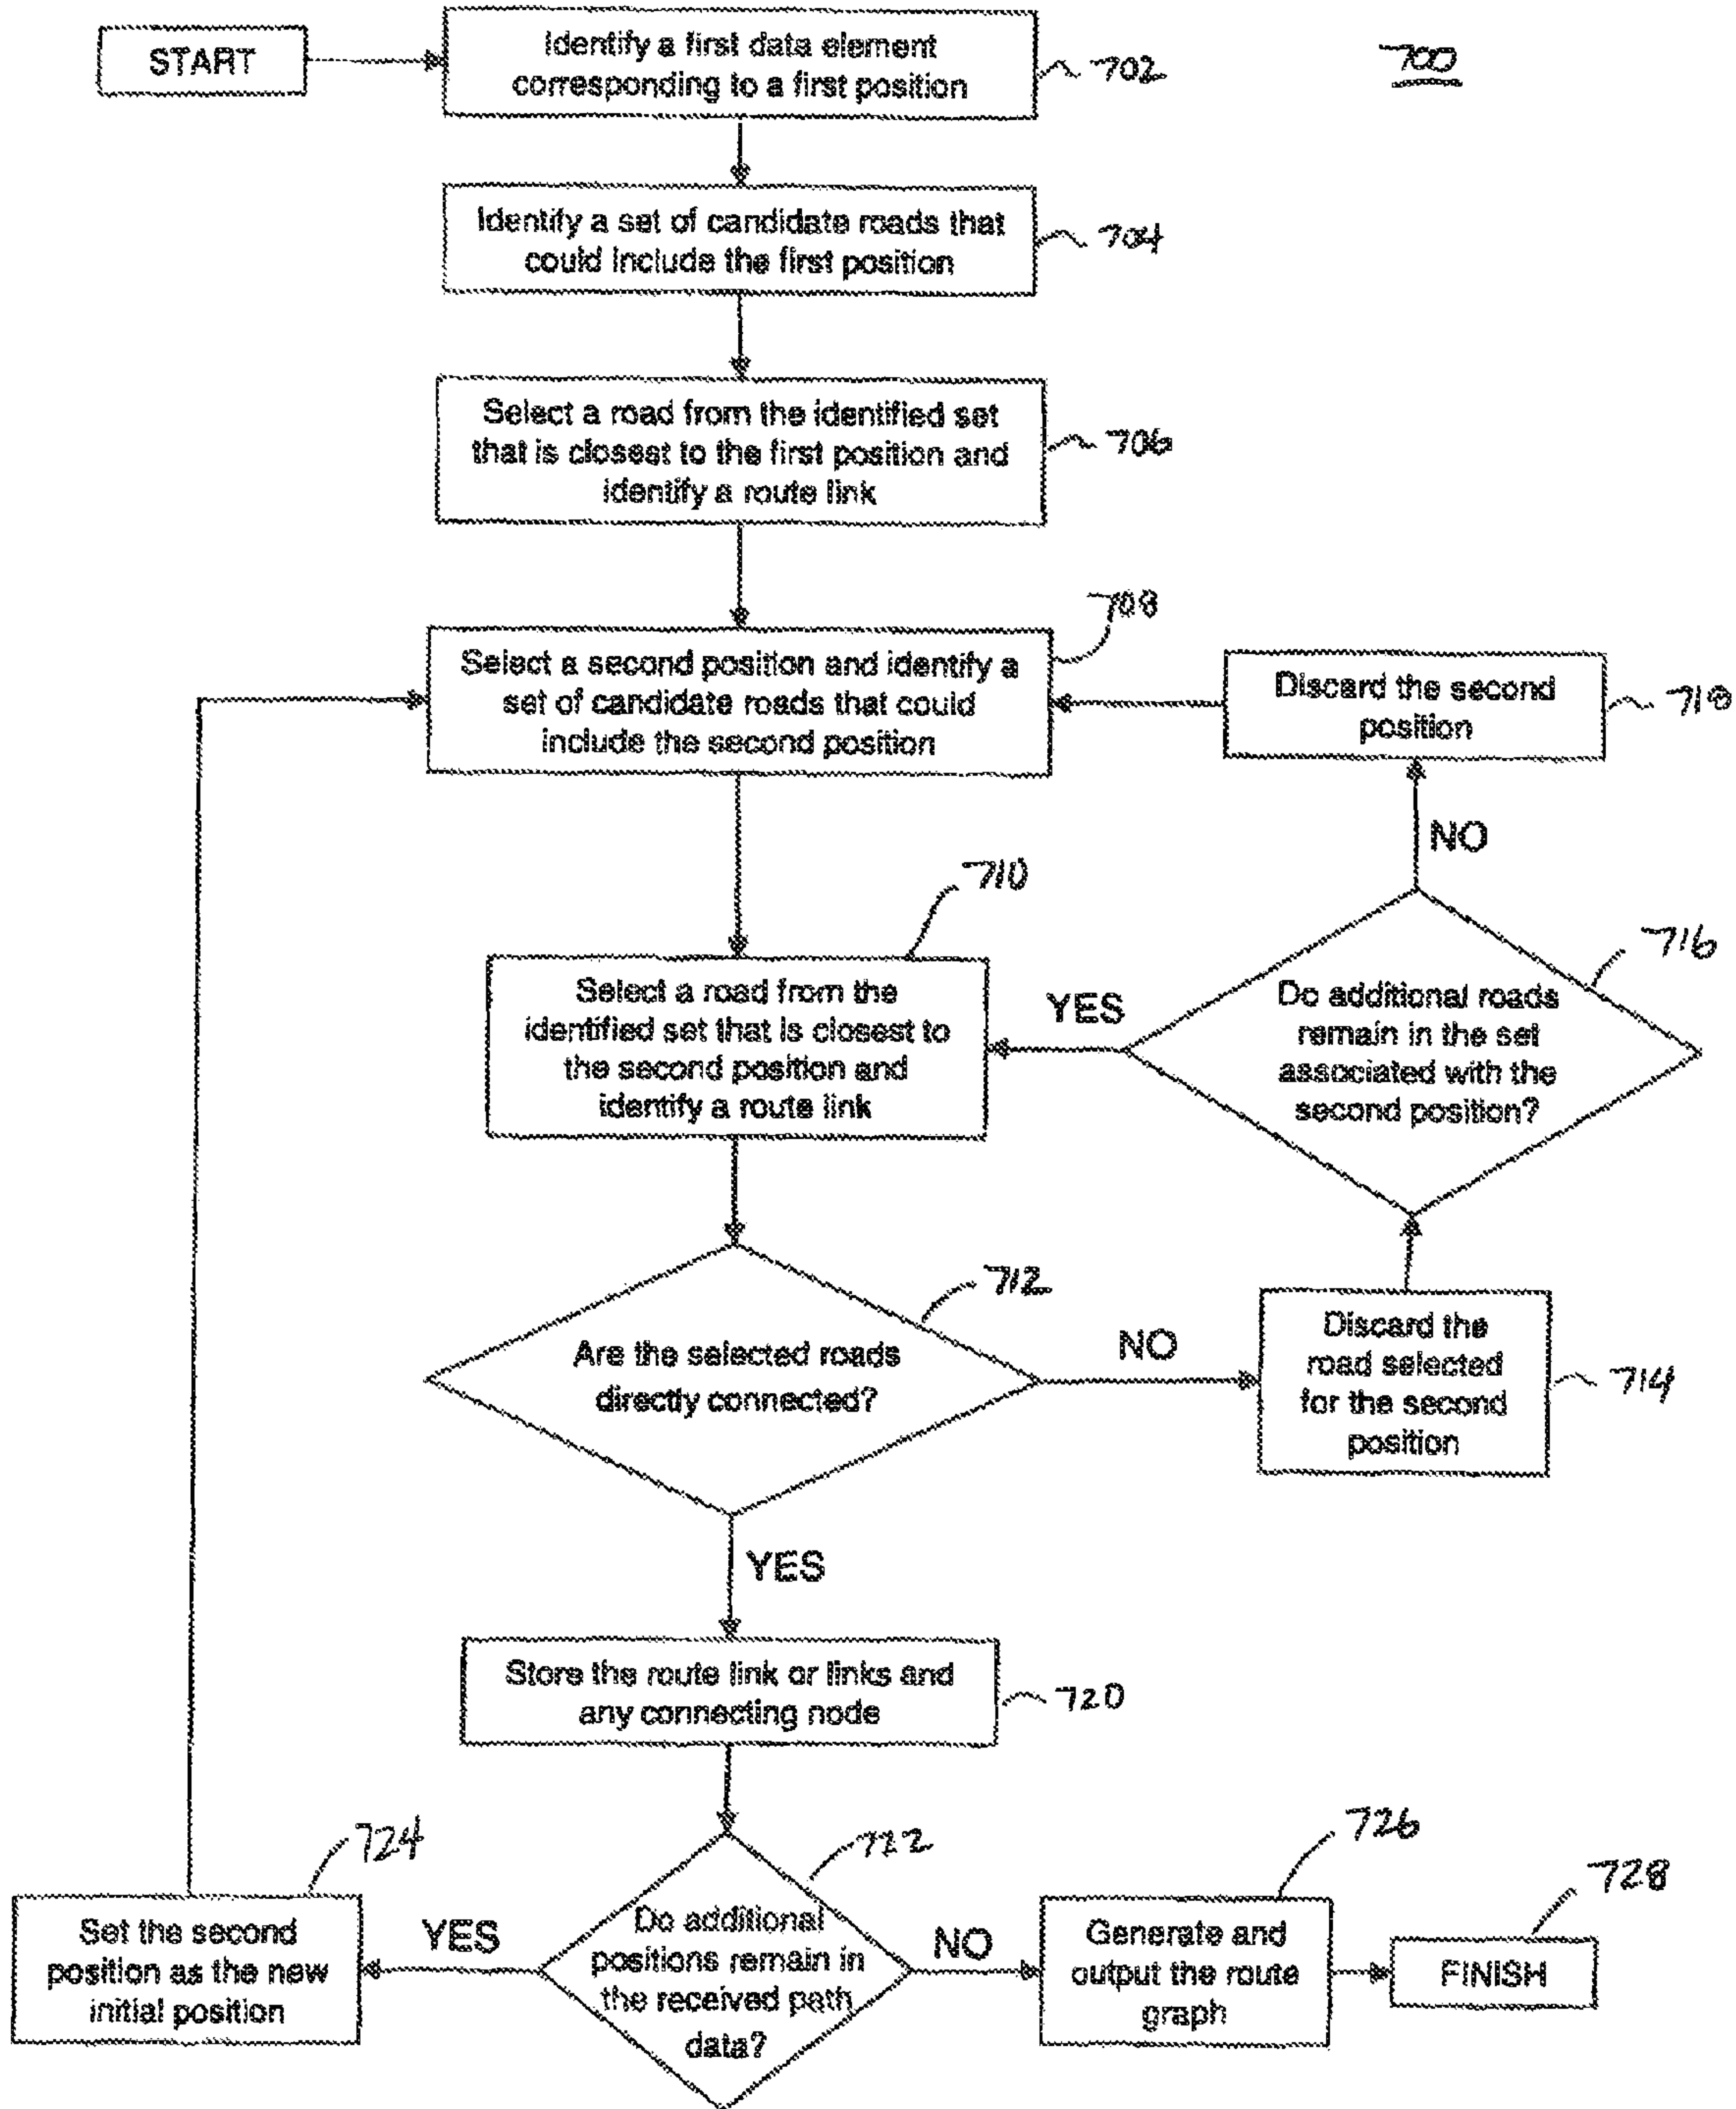 START
Identify a first data element
corresponding to a first position
702
700
Identify a set of candidate roads that
could include the first position
704
Select a road from the identified set
that is closest to the first position and
identify a route link
706
708
Select a second position and identify a
set of candidate roads that could
include the second position
Discard the second
position
718
NO
710
716
Select a road from the
identified set that is closest to
the second position and
identify a route link
YES
Do additional roads
remain in the set
associated with the
second position?
712
Are the selected roads
directly connected?
NO
Discard the
road selected
for the second
position
714
YES
Store the route link or links and
any connecting node
720
724
722
726
728
Set the second
position as the new
initial position
YES
Do additional
positions remain in
the received path
data?
NO
Generate and
output the route
graph
FINISH